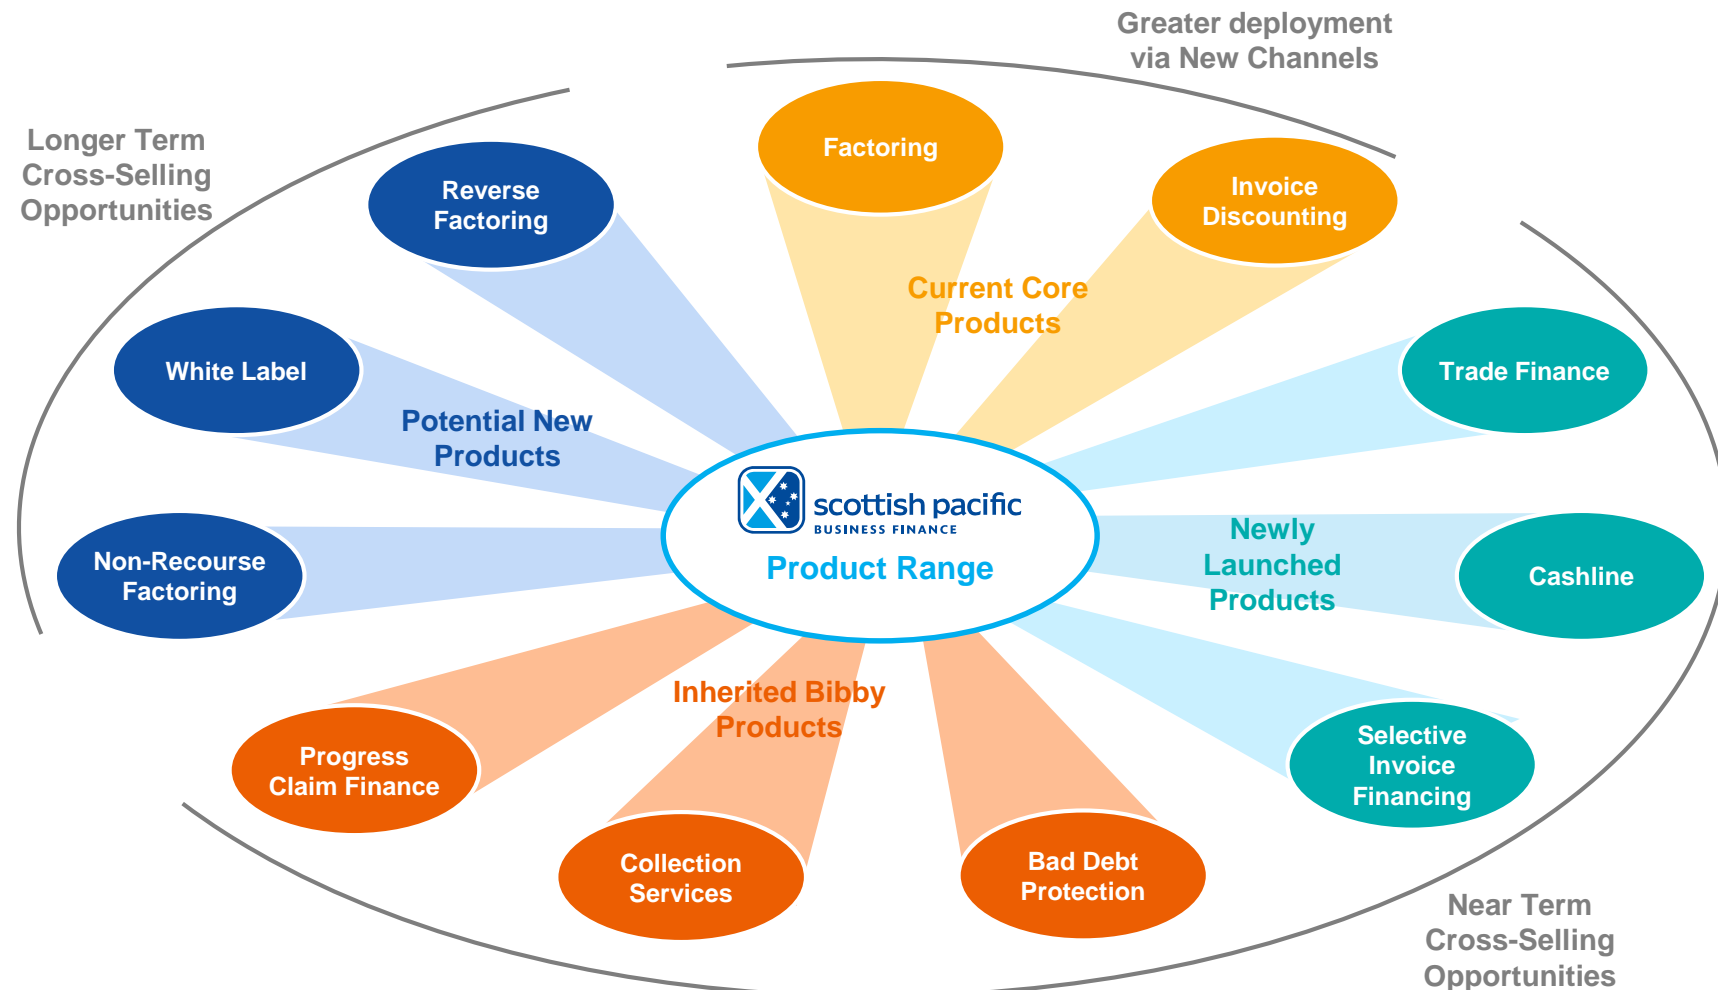 Greater deployment
via New Channels
Longer Term
Cross-Selling
Opportunities
Factoring
Reverse
Factoring
Invoice
Discounting
Current Core
Products
White Label
Trade Finance
Potential New
Products
scottish pacific
BUSINESS FINANCE
Product Range
Newly
Launched
Products
Non-Recourse
Factoring
Cashline
Inherited Bibby
Products
Progress
Claim Finance
Selective
Invoice
Financing
Collection
Services
Bad Debt
Protection
Near Term
Cross-Selling
Opportunities